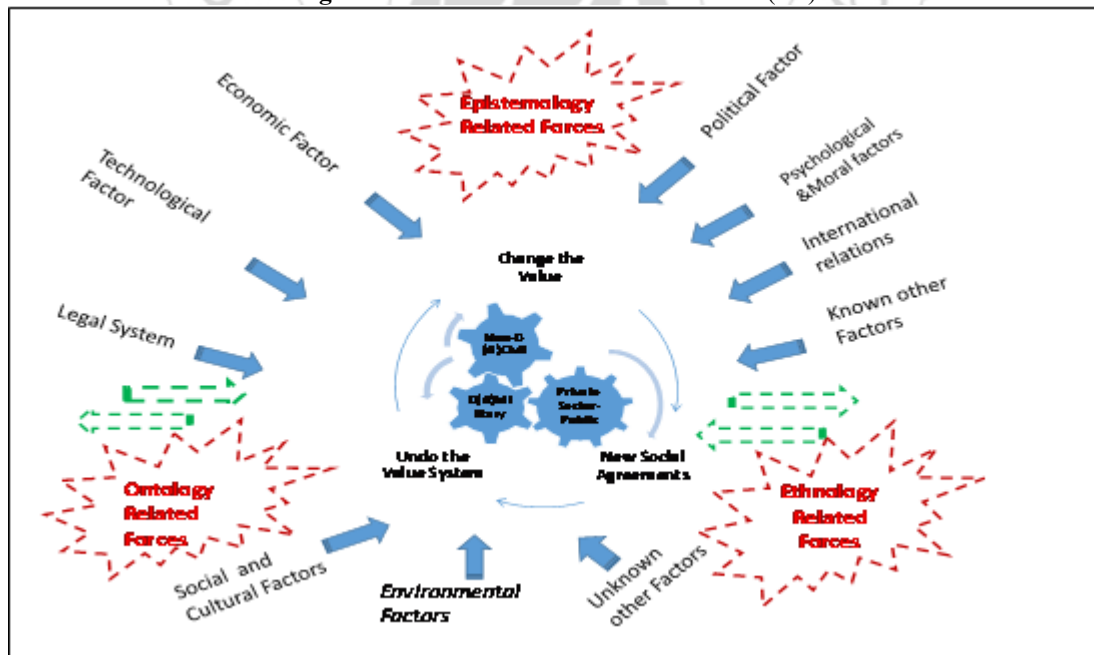 Economic Factor
Epistemology
Related Forces
Political Factor
Technological
Factor
Psychological
&Moral factors
International
relations
Legal System
Change the
Value
Known other
Factors
Private
Sector-
Public
Undo the
Value System
New Social
Agreements
Ontology
Related
Forces
Ethnology
Related
Forces
Social and
Cultural Factors
Environmental
Factors
Unknown
other Factors